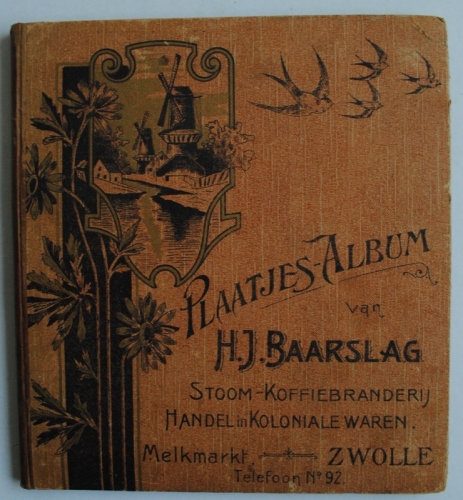 PLAATJES-ALBUM
van
H.J. BAARSLAG
STOOM-KOFFIEBRANDERIJ
HANDEL in KOLONIALE WAREN.
Melkmarkt ZWOLLE
Telefoon No 92.